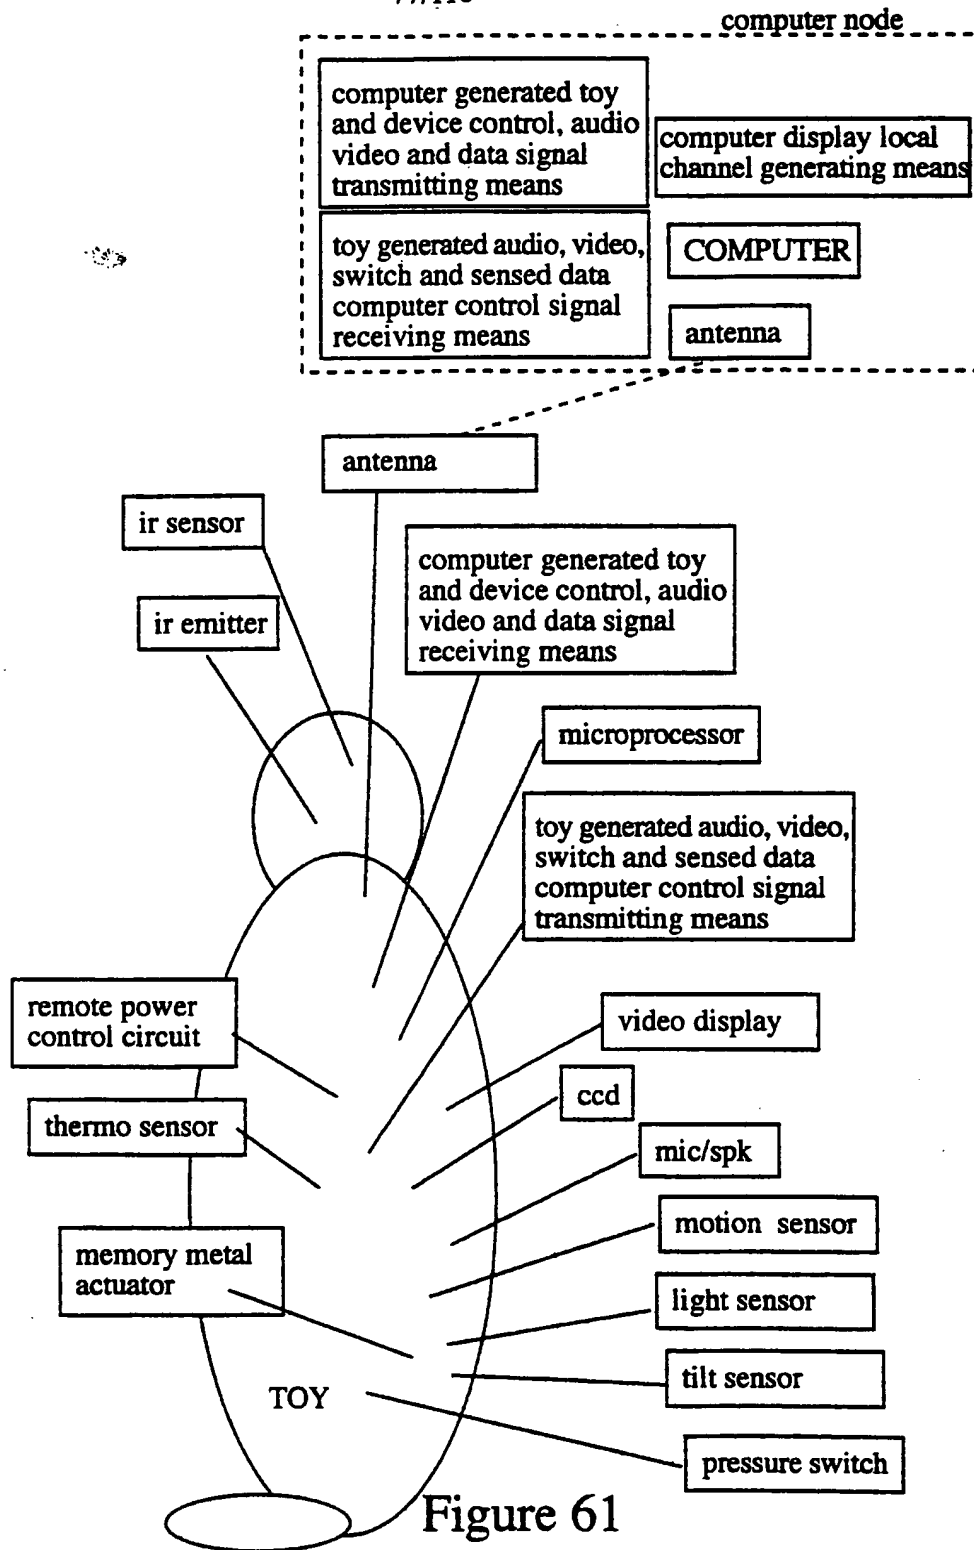 computer node
computer generated toy
and device control, audio
video and data signal
transmitting means
computer display local
channel generating means
toy generated audio, video,
switch and sensed data
computer control signal
receiving means
COMPUTER
antenna
antenna
ir sensor
computer generated toy
and device control, audio
video and data signal
receiving means
ir emitter
microprocessor
toy generated audio, video,
switch and sensed data
computer control signal
transmitting means
remote power
control circuit
video display
ccd
thermo sensor
mic/spk
motion sensor
memory metal
actuator
light sensor
tilt sensor
TOY
pressure switch
Figure 61